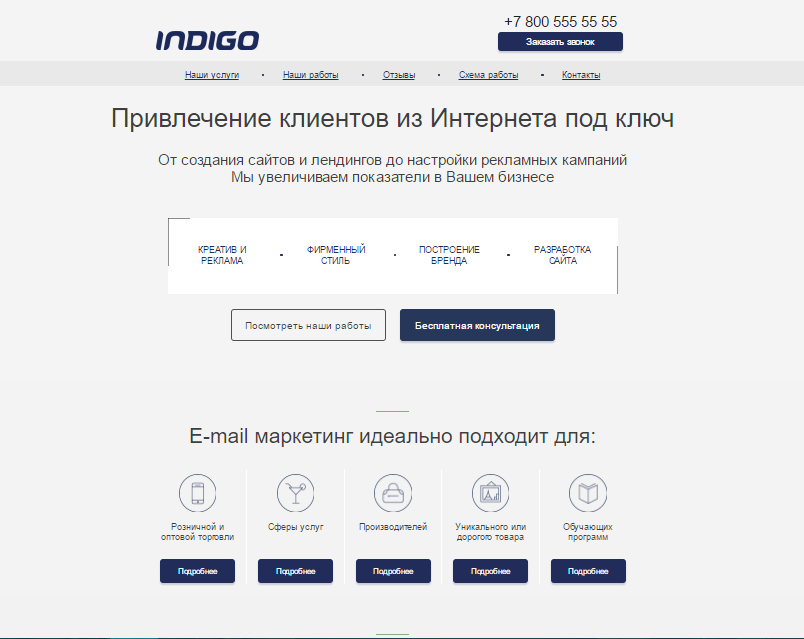 INDIGO
+7 800 555 55 55
Заказать звонок
Наши услуги • Наши работы • Отзывы • Схема работы • Контакты
Привлечение клиентов из Интернета под ключ
От создания сайтов и лендингов до настройки рекламных кампаний
Мы увеличиваем показатели в Вашем бизнесе
КРЕАТИВ И
РЕКЛАМА
ФИРМЕННЫЙ
СТИЛЬ
ПОСТРОЕНИЕ
БРЕНДА
РАЗРАБОТКА
САЙТА
Посмотреть наши работы
Бесплатная консультация
E-mail маркетинг идеально подходит для:
Розничной и
оптовой торговли
Сферы услуг
Производителей
Уникального или
дорогого товара
Обучающих
программ
Подробнее
Подробнее
Подробнее
Подробнее
Подробнее